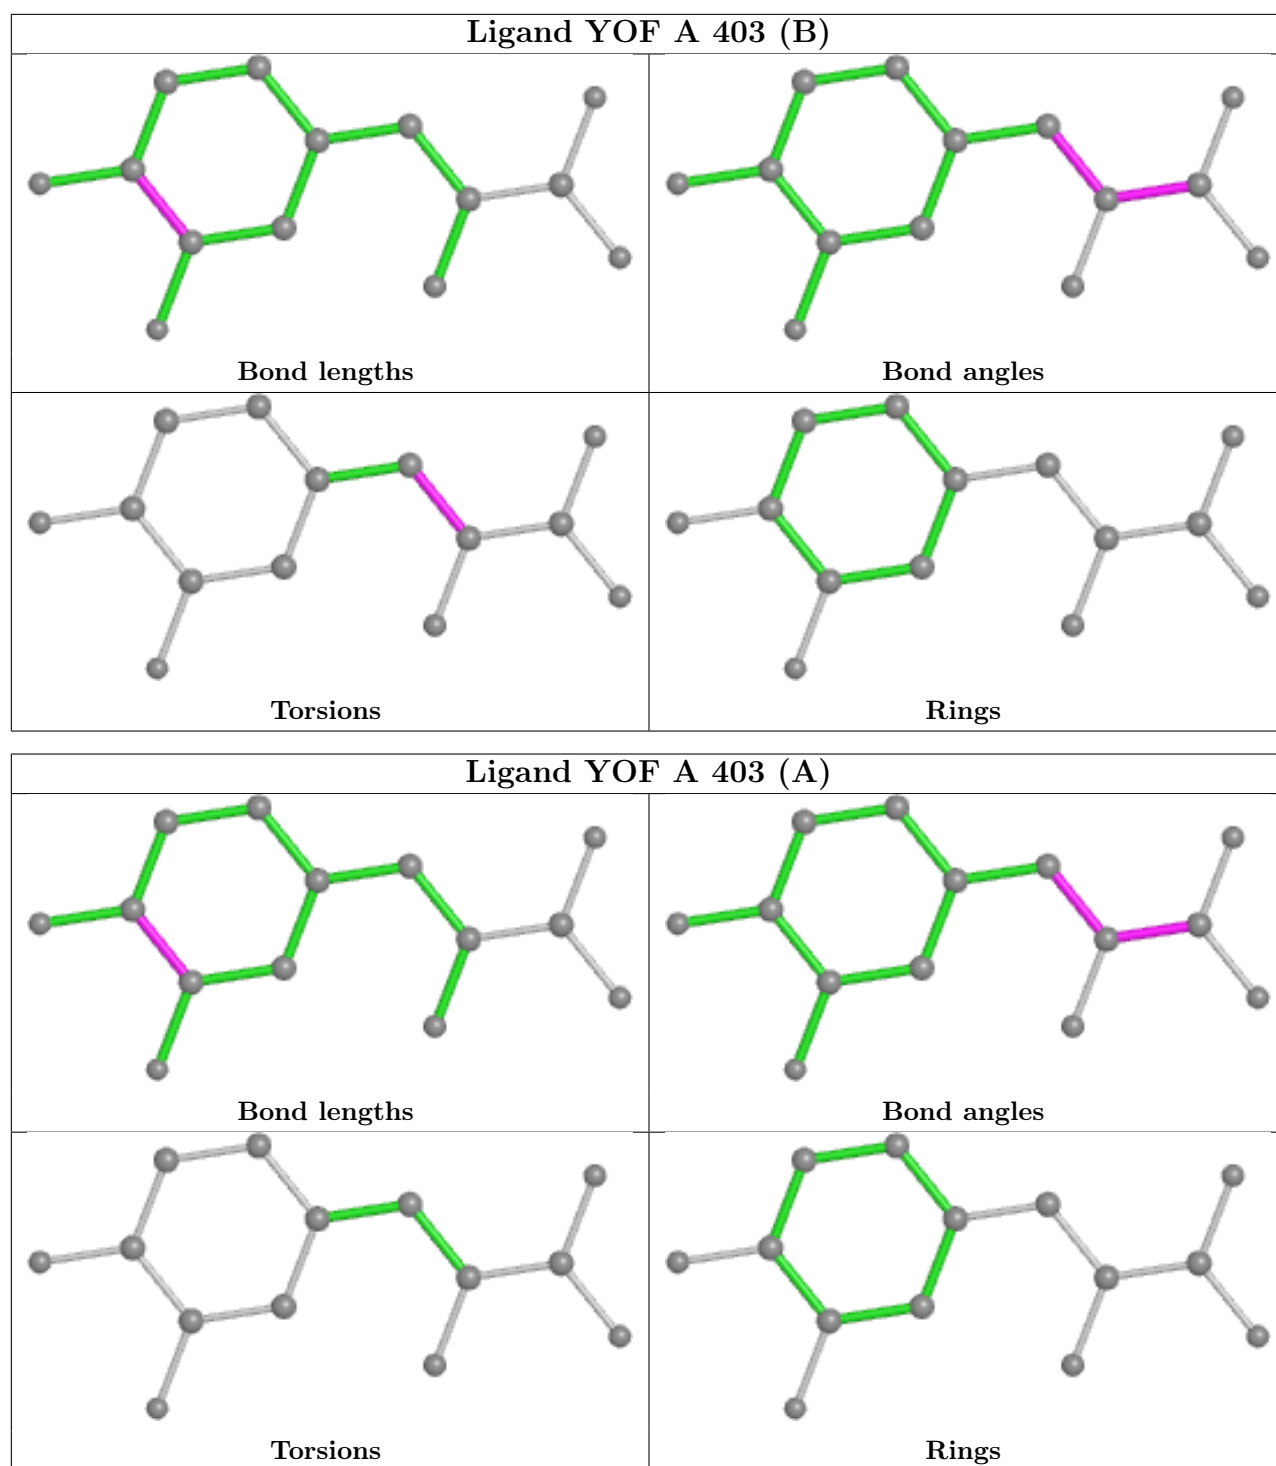 Ligand YOF A 403 (B)
Bond lengths
Bond angles
Torsions
Rings
Ligand YOF A 403 (A)
Bond lengths
Bond angles
Torsions
Rings